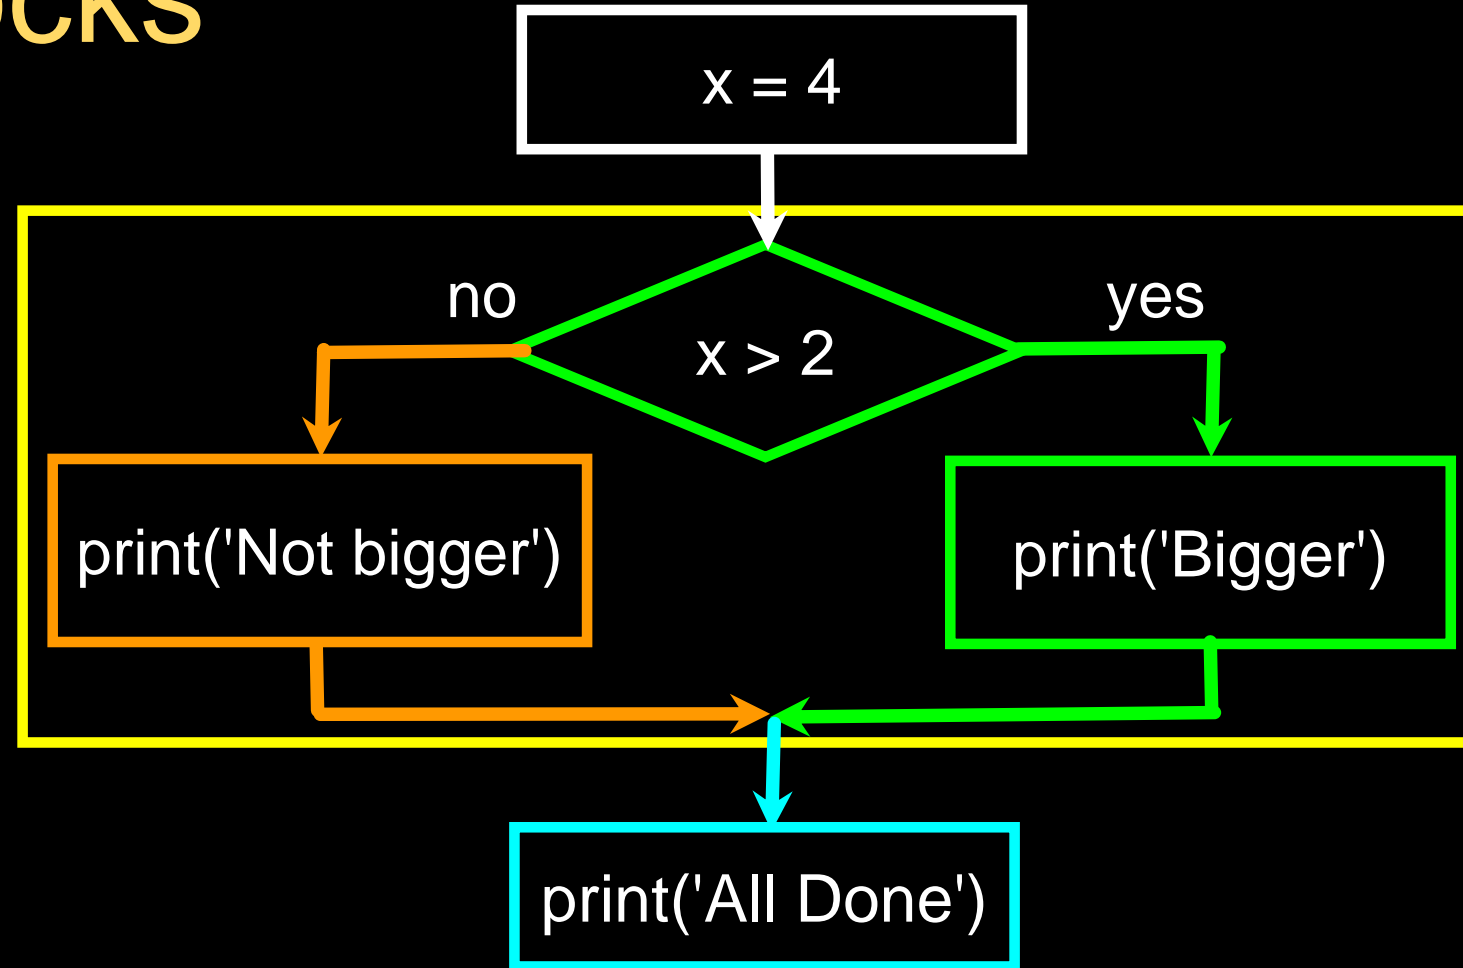 x = 4
no
yes
x > 2
print('Not bigger')
print('Bigger')
print('All Done')